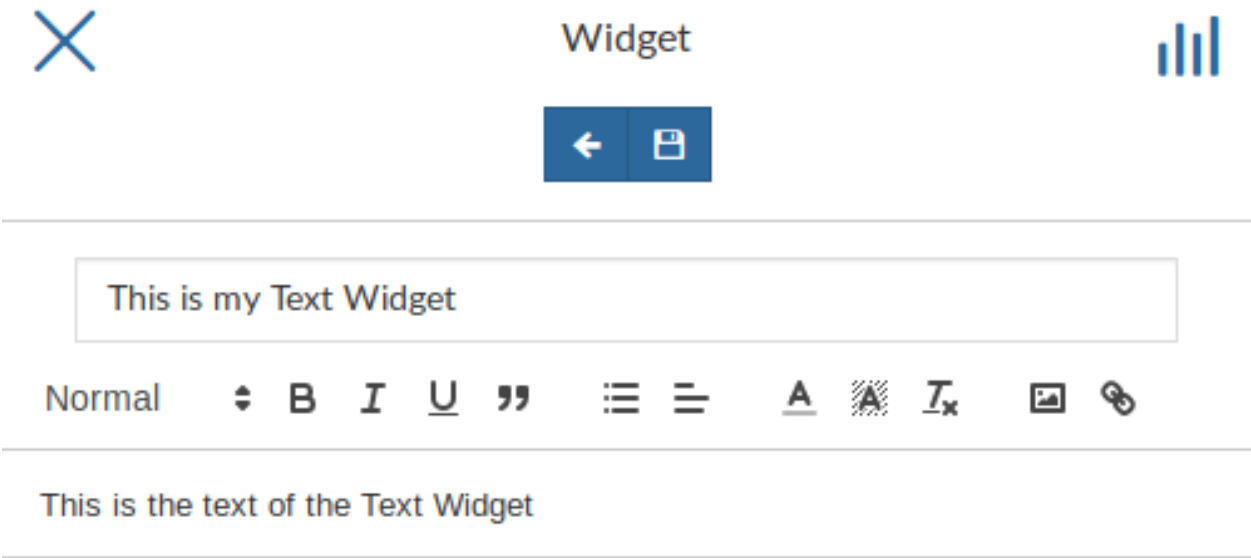 Widget
This is my Text Widget
Normal
This is the text of the Text Widget